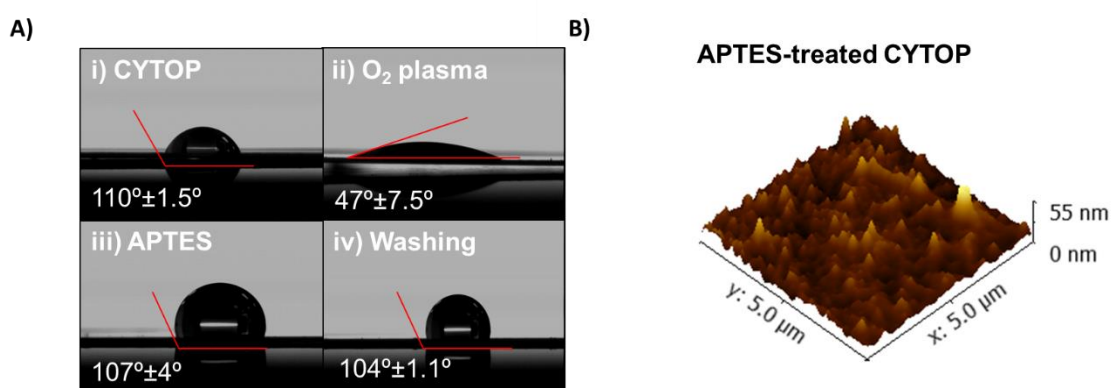 A)
i) CYTOP
110º±1.5º
ii) O₂ plasma
47º±7.5º
iii) APTES
107º±4º
iv) Washing
104º±1.1º
B)
APTES-treated CYTOP
55 nm
0 nm
y: 5.0 µm
x: 5.0 µm